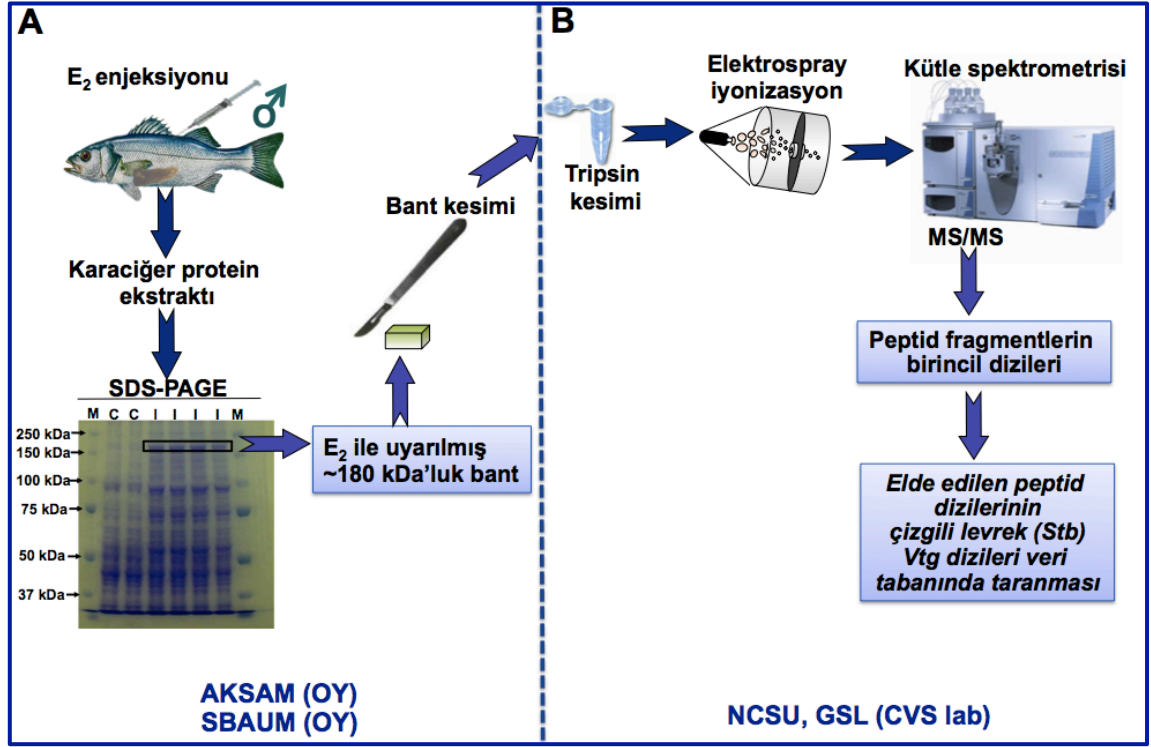 A
E2 enjeksiyonu
Karaciğer protein
ekstraktı
SDS-PAGE
M C C I I I I M
250 kDa
150 kDa
100 kDa
75 kDa
50 kDa
37 kDa
E2 ile uyarılmış
~180 kDa’luk bant
Bant kesimi
AKSAM (OY)
SBAUM (OY)
B
Tripsin
kesimi
Elektrospray
iyonizasyon
Kütle spektrometrisi
MS/MS
Peptid fragmentlerin
birincil dizileri
Elde edilen peptid
dizilerinin
çizgili levrek (Stb)
Vtg dizileri veri
tabanında taranması
NCSU, GSL (CVS lab)